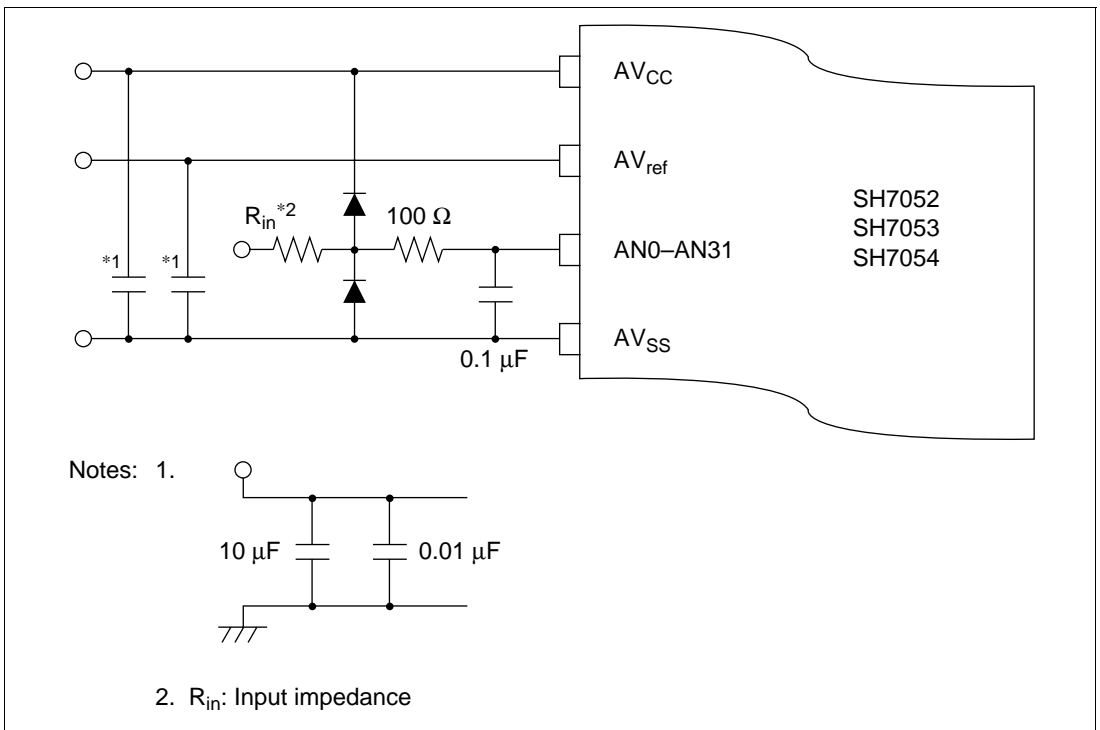 AVCC
AVref
Rin*2
100 Ω
*1
*1
AN0–AN31
SH7052
SH7053
SH7054
AVSS
0.1 μF
Notes: 1.
10 μF
0.01 μF
2. Rin: Input impedance